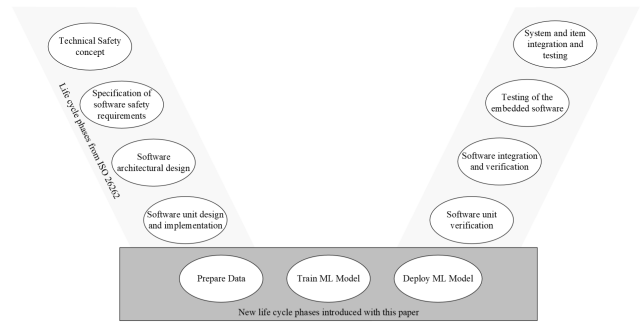 Technical Safety
concept
Specification of
software safety
requirements
Software
architectural design
Software unit design
and implementation
Life cycle phases from ISO 26262
System and item
integration and
testing
Testing of the
embedded software
Software integration
and verification
Software unit
verification
Prepare Data
Train ML Model
Deploy ML Model
New life cycle phases introduced with this paper